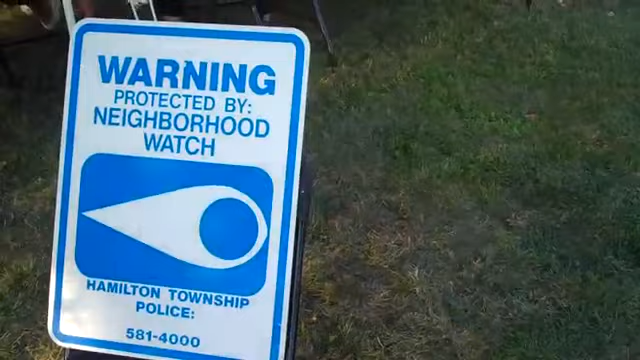 WARNING
PROTECTED BY:
NEIGHBORHOOD
WATCH
HAMILTON TOWNSHIP
POLICE:
581-4000